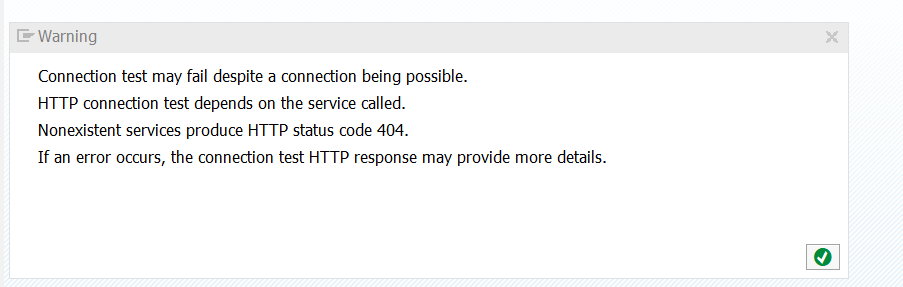 Warning
Connection test may fail despite a connection being possible.
HTTP connection test depends on the service called.
Nonexistent services produce HTTP status code 404.
If an error occurs, the connection test HTTP response may provide more details.